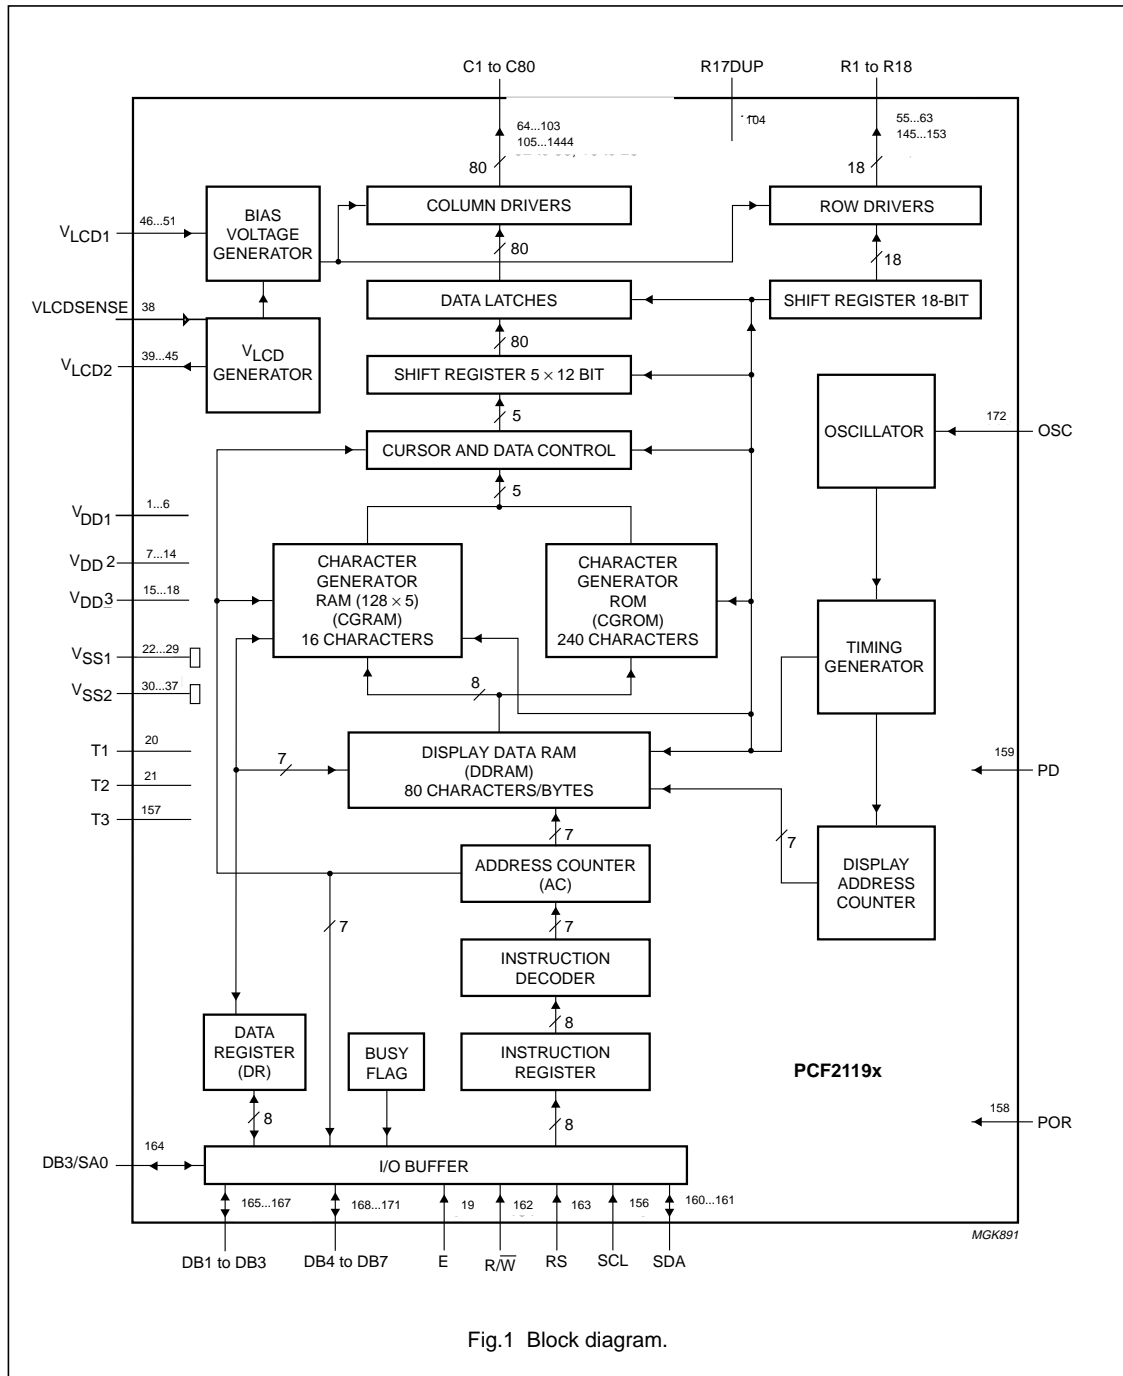 C1 to C80
R17DUP
R1 to R18
64...103
105...1444
104
55...63
145...153
80
18
BIAS
VOLTAGE
GENERATOR
COLUMN DRIVERS
ROW DRIVERS
VLCD1
46...51
80
18
VLCDSENSE
38
DATA LATCHES
SHIFT REGISTER 18-BIT
80
VLCD2
39...45
VLCD
GENERATOR
SHIFT REGISTER 5 × 12 BIT
5
OSCILLATOR
172
OSC
CURSOR AND DATA CONTROL
5
VDD1
1...6
VDD 2
7...14
VDD3
15...18
CHARACTER
GENERATOR
RAM (128 × 5)
(CGRAM)
16 CHARACTERS
CHARACTER
GENERATOR
ROM
(CGROM)
240 CHARACTERS
TIMING
GENERATOR
VSS1
22...29
VSS2
30...37
8
T1
20
T2
21
T3
157
7
DISPLAY DATA RAM
(DDRAM)
80 CHARACTERS/BYTES
159
PD
7
7
ADDRESS COUNTER
(AC)
DISPLAY
ADDRESS
COUNTER
7
7
INSTRUCTION
DECODER
8
DATA
REGISTER
(DR)
BUSY
FLAG
INSTRUCTION
REGISTER
PCF2119x
8
8
158
POR
DB3/SA0
164
I/O BUFFER
165...167
168...171
19
162
163
156
160...161
DB1 to DB3
DB4 to DB7
E
R/W̅
RS
SCL
SDA
MGK891
Fig.1 Block diagram.